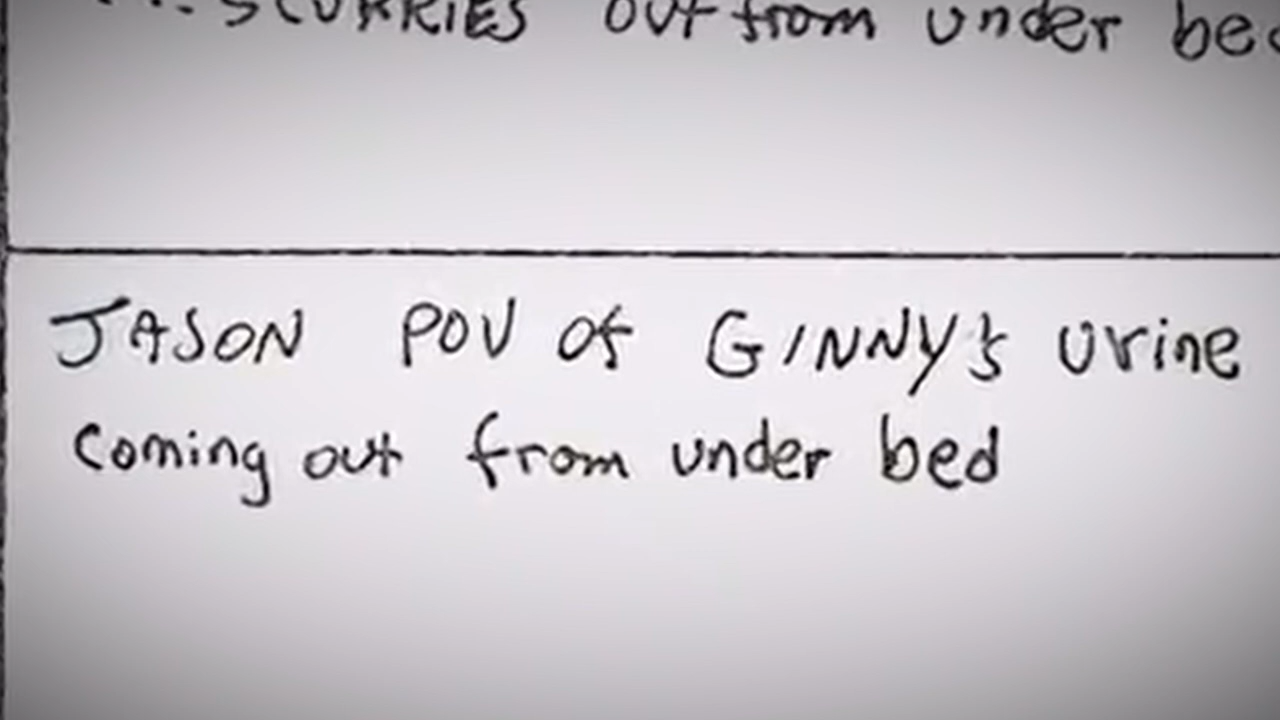 SCURRIES out from under bed
JASON POV of GINNY'S urine
coming out from under bed